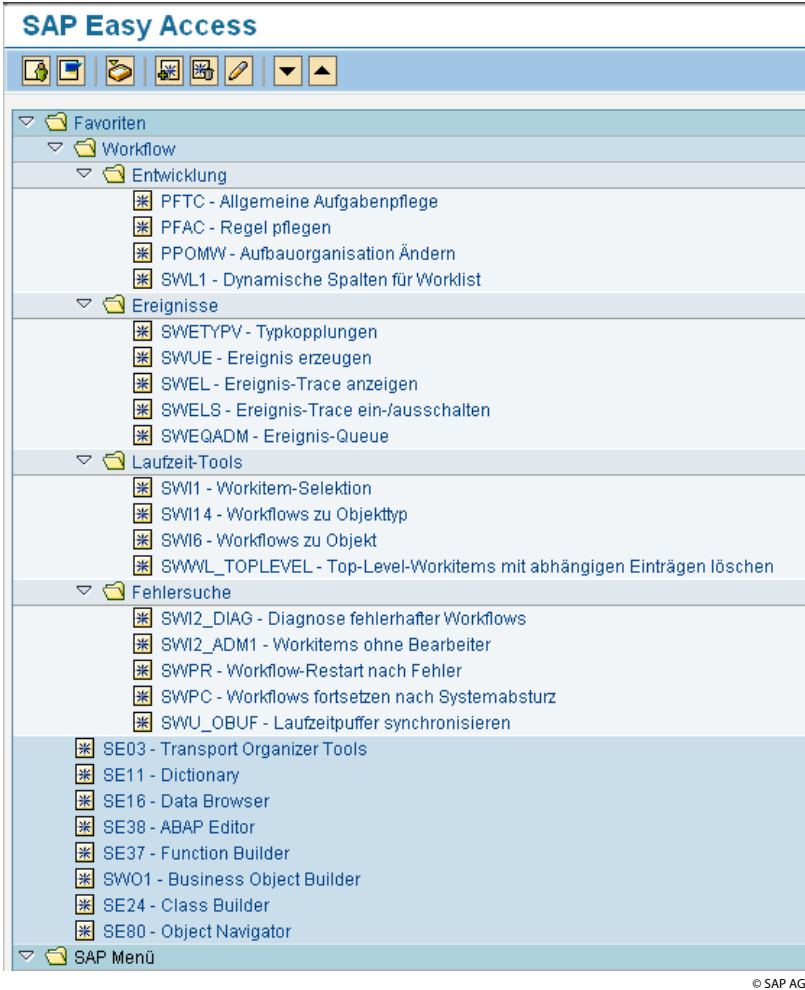 SAP Easy Access
Favoriten
Workflow
Entwicklung
PFTC - Allgemeine Aufgabenpflege
PFAC - Regel pflegen
PPOMW - Aufbauorganisation Ändern
SWL1 - Dynamische Spalten für Worklist
Ereignisse
SWETYPV - Typkopplungen
SWUE - Ereignis erzeugen
SWEL - Ereignis-Trace anzeigen
SWELS - Ereignis-Trace ein-/ausschalten
SWEQADM - Ereignis-Queue
Laufzeit-Tools
SWI1 - Workitem-Selektion
SWI14 - Workflows zu Objekttyp
SWI6 - Workflows zu Objekt
SWWL_TOPLEVEL - Top-Level-Workitems mit abhängigen Einträgen löschen
Fehlersuche
SWI2_DIAG - Diagnose fehlerhafter Workflows
SWI2_ADM1 - Workitems ohne Bearbeiter
SWPR - Workflow-Restart nach Fehler
SWPC - Workflows fortsetzen nach Systemabsturz
SWU_OBUF - Laufzeitpuffer synchronisieren
SE03 - Transport Organizer Tools
SE11 - Dictionary
SE16 - Data Browser
SE38 - ABAP Editor
SE37 - Function Builder
SWO1 - Business Object Builder
SE24 - Class Builder
SE80 - Object Navigator
SAP Menü
© SAP AG